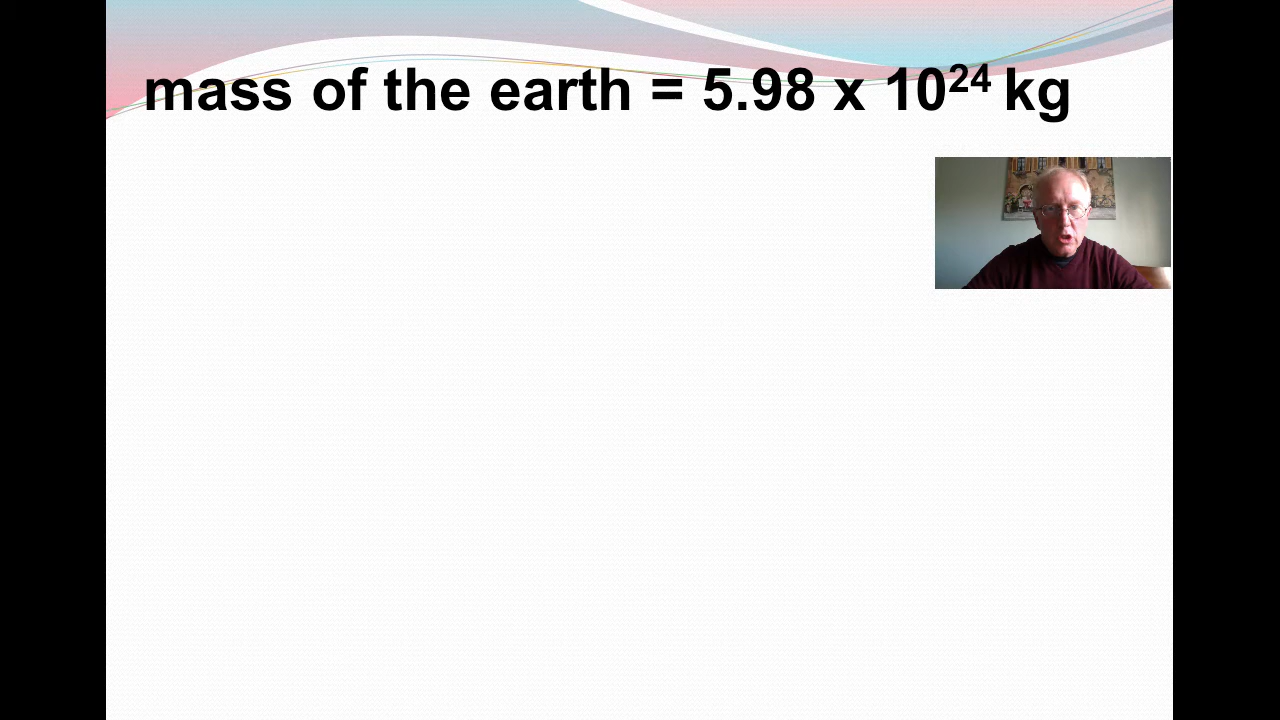 mass of the earth = 5.98 x 10²⁴ kg